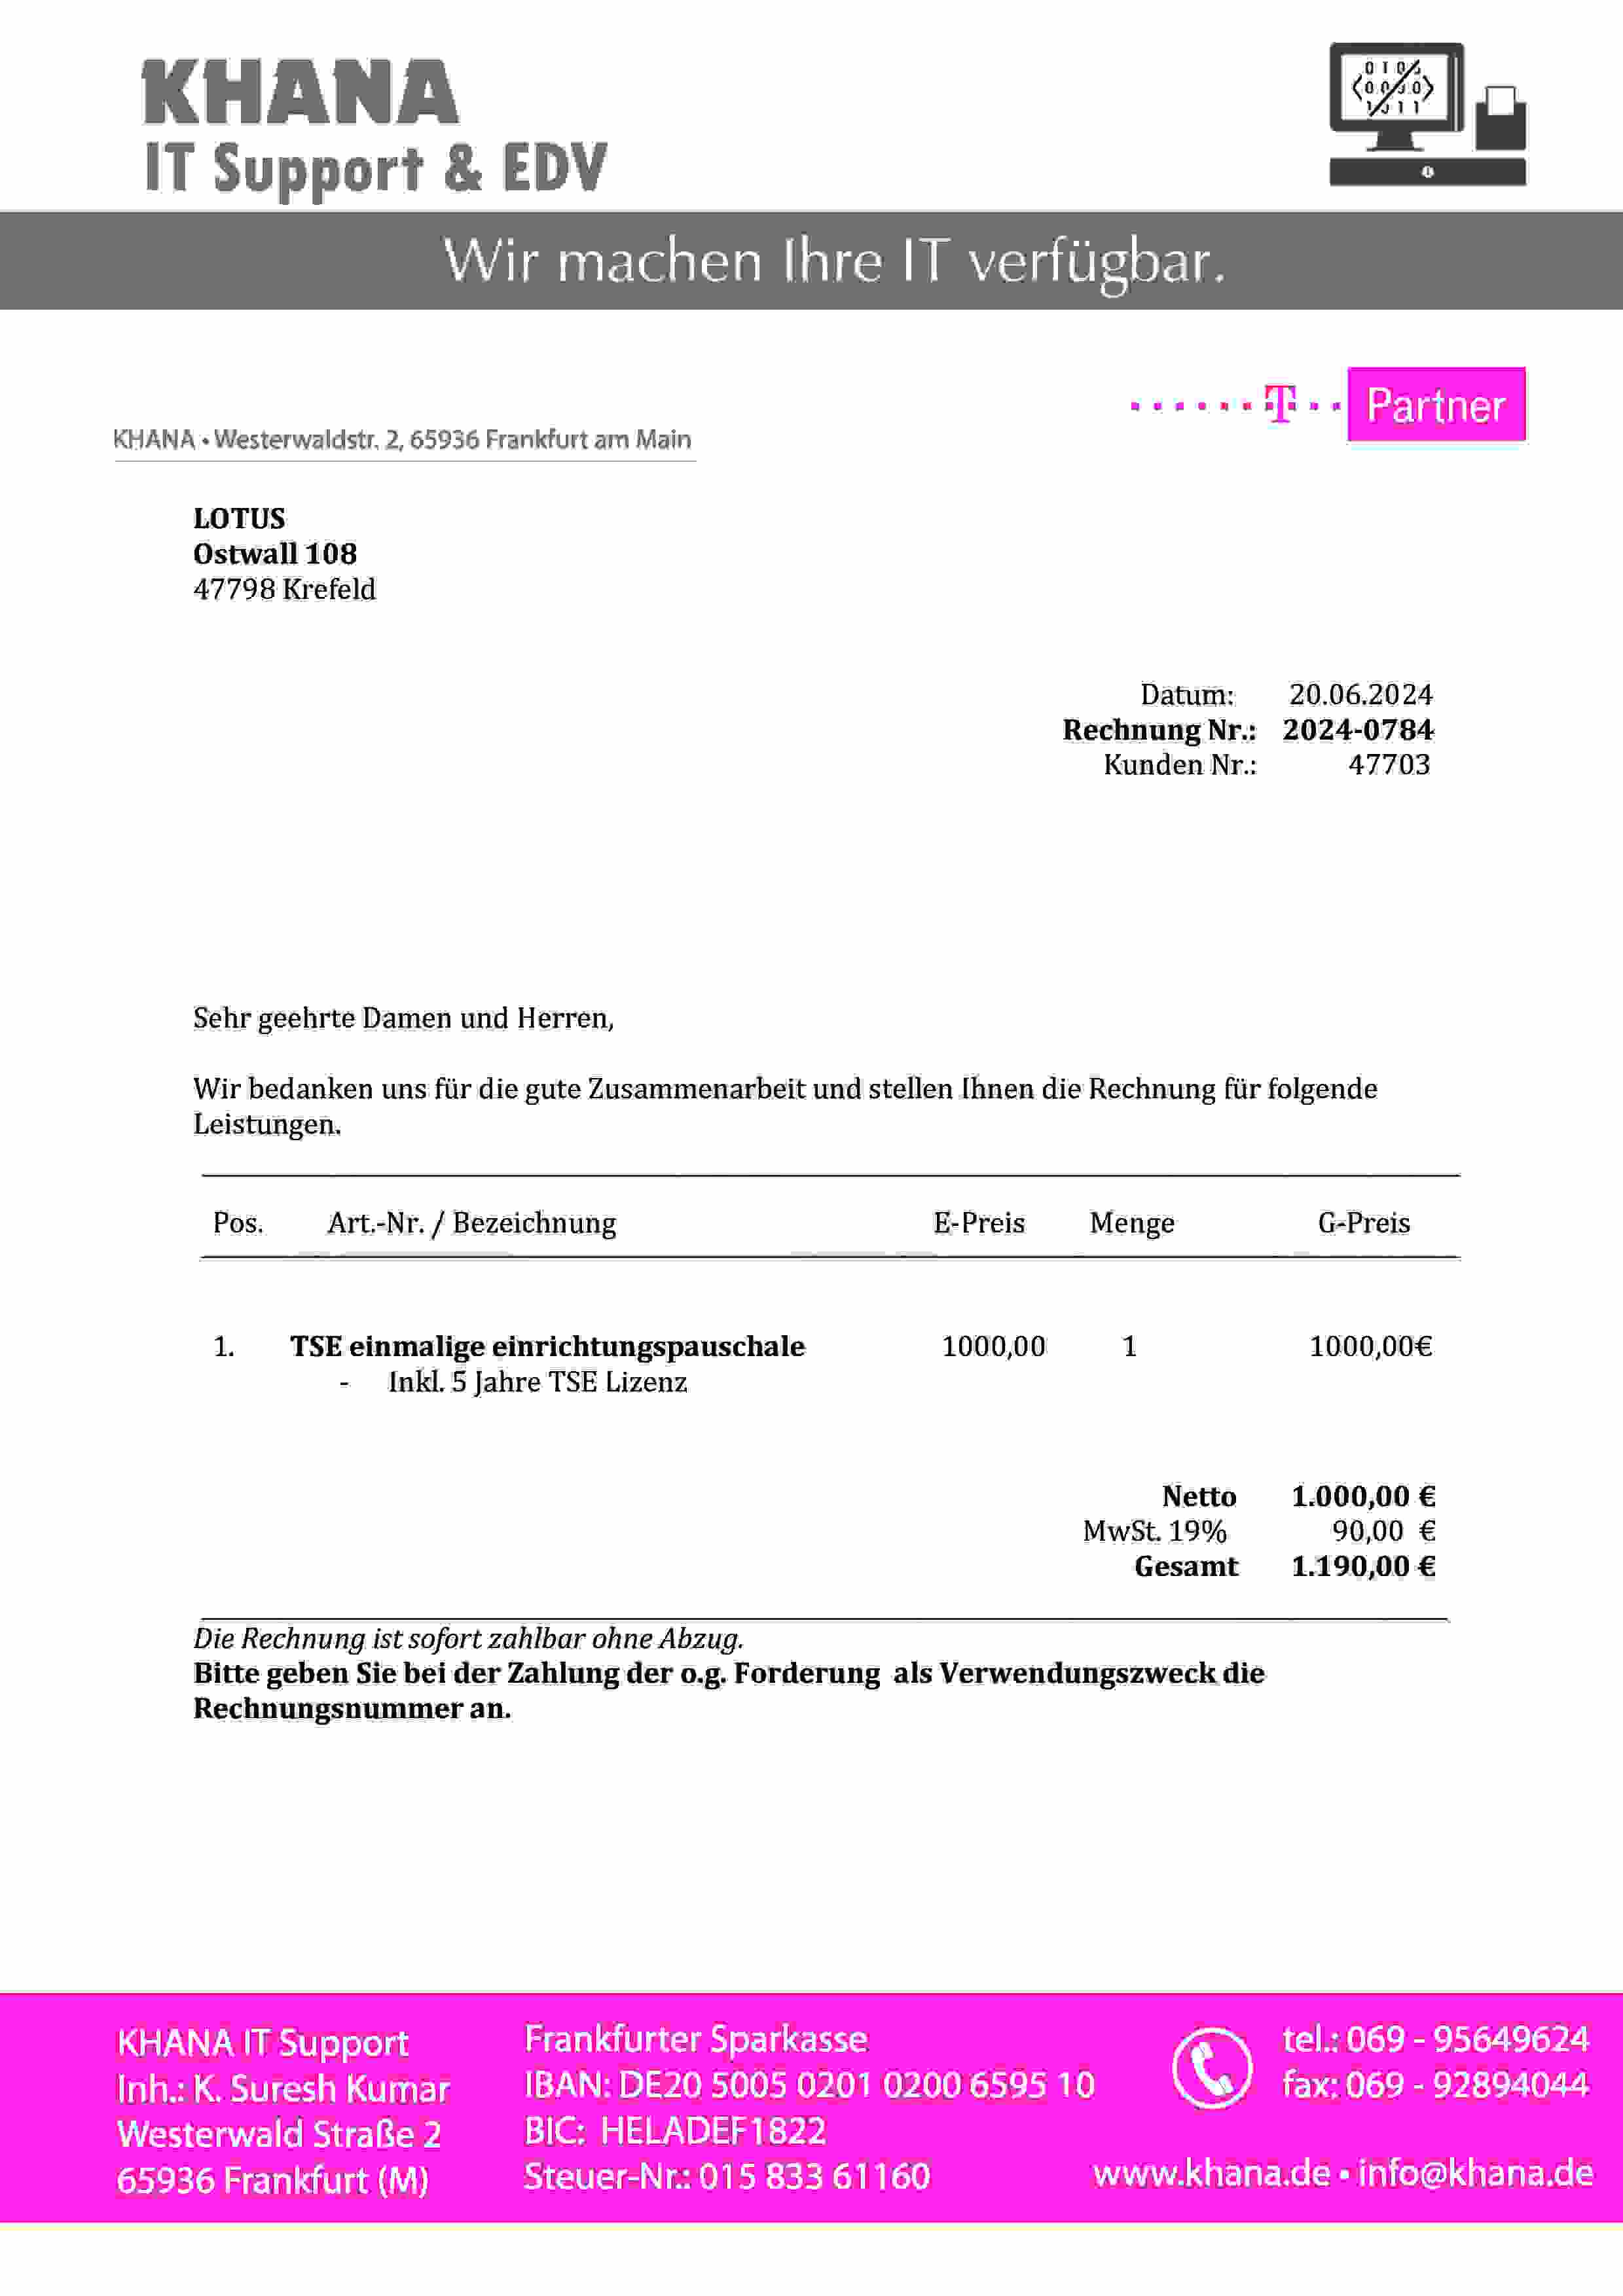 KHANA
IT Support & EDV
Wir machen Ihre IT verfügbar.
T Partner
KHANA • Westerwaldstr. 2, 65936 Frankfurt am Main
LOTUS
Ostwall 108
47798 Krefeld
Datum: 20.06.2024
Rechnung Nr.: 2024-0784
Kunden Nr.: 47703
Sehr geehrte Damen und Herren,
Wir bedanken uns für die gute Zusammenarbeit und stellen Ihnen die Rechnung für folgende
Leistungen.
Pos. Art.-Nr. / Bezeichnung E-Preis Menge G-Preis
1. TSE einmalige einrichtungspauschale 1000,00 1 1000,00€
- Inkl. 5 Jahre TSE Lizenz
Netto 1.000,00 €
MwSt. 19% 90,00 €
Gesamt 1.190,00 €
Die Rechnung ist sofort zahlbar ohne Abzug.
Bitte geben Sie bei der Zahlung der o.g. Forderung als Verwendungszweck die
Rechnungsnummer an.
KHANA IT Support
Inh.: K. Suresh Kumar
Westerwald Straße 2
65936 Frankfurt (M)
Frankfurter Sparkasse
IBAN: DE20 5005 0201 0200 6595 10
BIC: HELADEF1822
Steuer-Nr.: 015 833 61160
tel.: 069 - 95649624
fax: 069 - 92894044
www.khana.de • info@khana.de